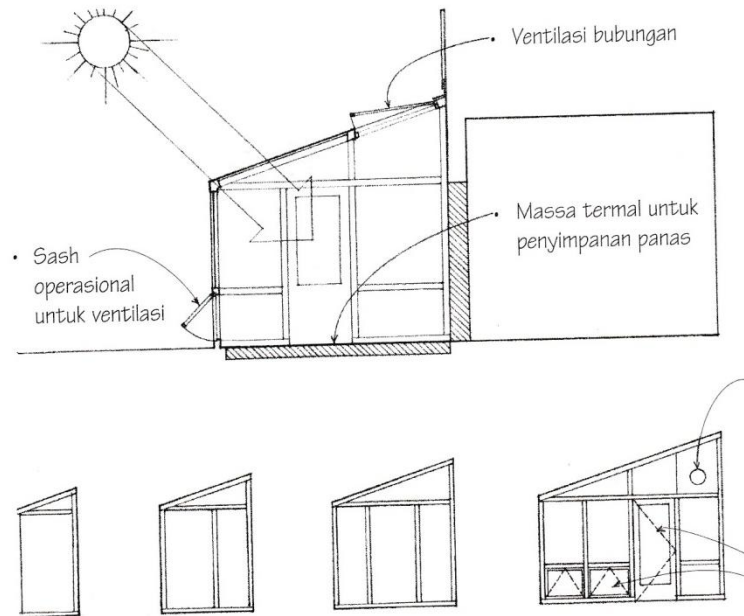 • Ventilasi bubungan
• Massa termal untuk
penyimpanan panas
• Sash
operasional
untuk ventilasi